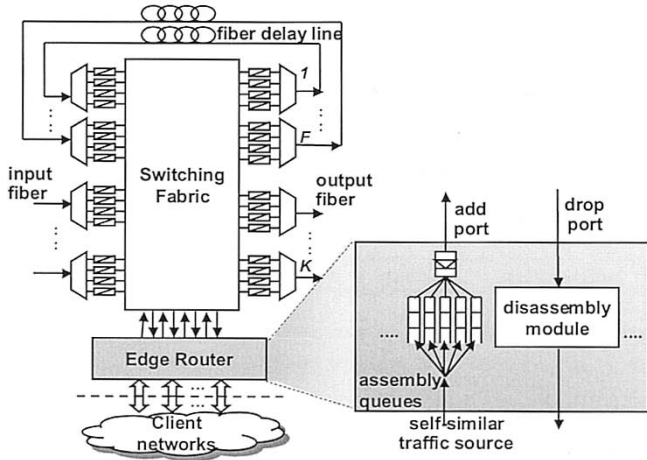 fiber delay line
1
F
input
fiber
Switching
Fabric
output
fiber
K
add
port
drop
port
disassembly
module
....
....
Edge Router
assembly
queues
self-similar
traffic source
Client
networks